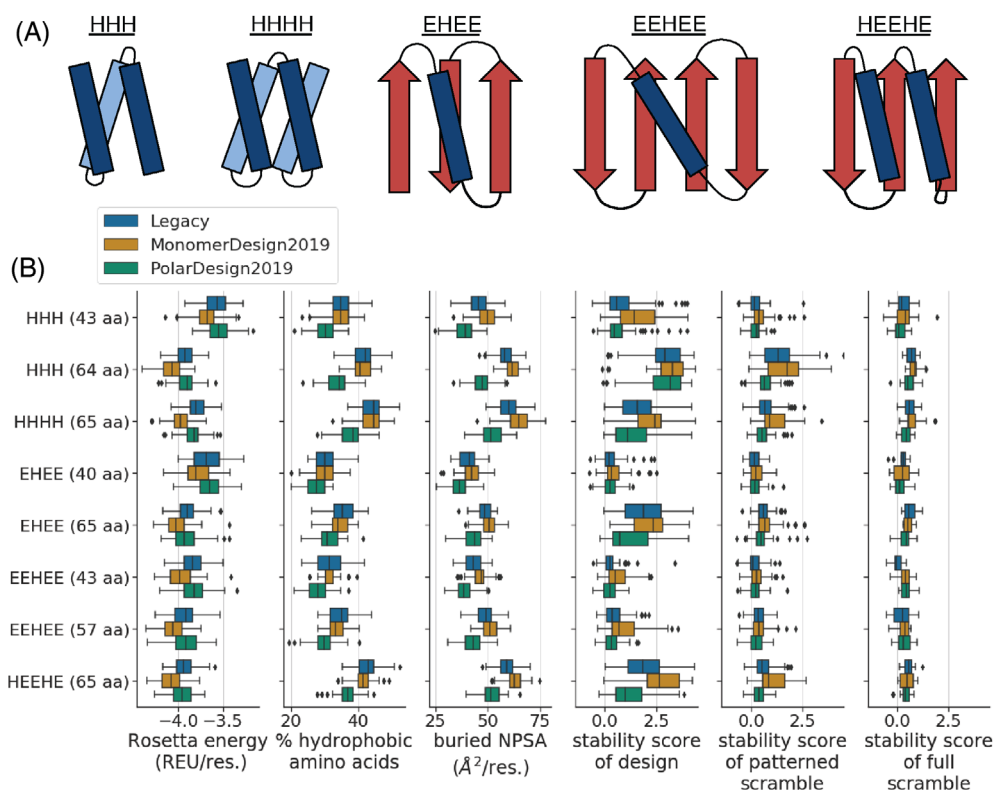 (A)
HHH
HHHH
EHEE
EEHEE
HEEHE
Legacy
MonomerDesign2019
PolarDesign2019
(B)
HHH (43 aa)
HHH (64 aa)
HHHH (65 aa)
EHEE (40 aa)
EHEE (65 aa)
EEHEE (43 aa)
EEHEE (57 aa)
HEEHE (65 aa)
−4.0 −3.5
Rosetta energy
(REU/res.)
20 40
% hydrophobic
amino acids
25 50 75
buried NPSA
(Å²/res.)
0.0 2.5
stability score
of design
0.0 2.5
stability score
of patterned
scramble
0.0 2.5
stability score
of full
scramble